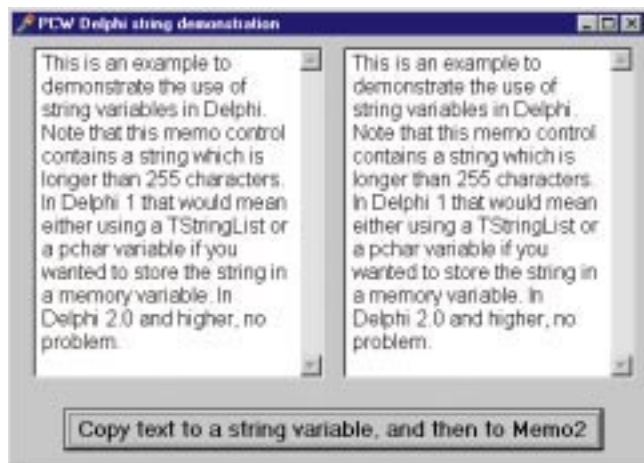 PCW Delphi string demonstration
This is an example to
demonstrate the use of
string variables in Delphi.
Note that this memo control
contains a string which is
longer than 255 characters.
In Delphi 1 that would mean
either using a TStringList or
a pchar variable if you
wanted to store the string in
a memory variable. In
Delphi 2.0 and higher, no
problem.
This is an example to
demonstrate the use of
string variables in Delphi.
Note that this memo control
contains a string which is
longer than 255 characters.
In Delphi 1 that would mean
either using a TStringList or
a pchar variable if you
wanted to store the string in
a memory variable. In
Delphi 2.0 and higher, no
problem.
Copy text to a string variable, and then to Memo2